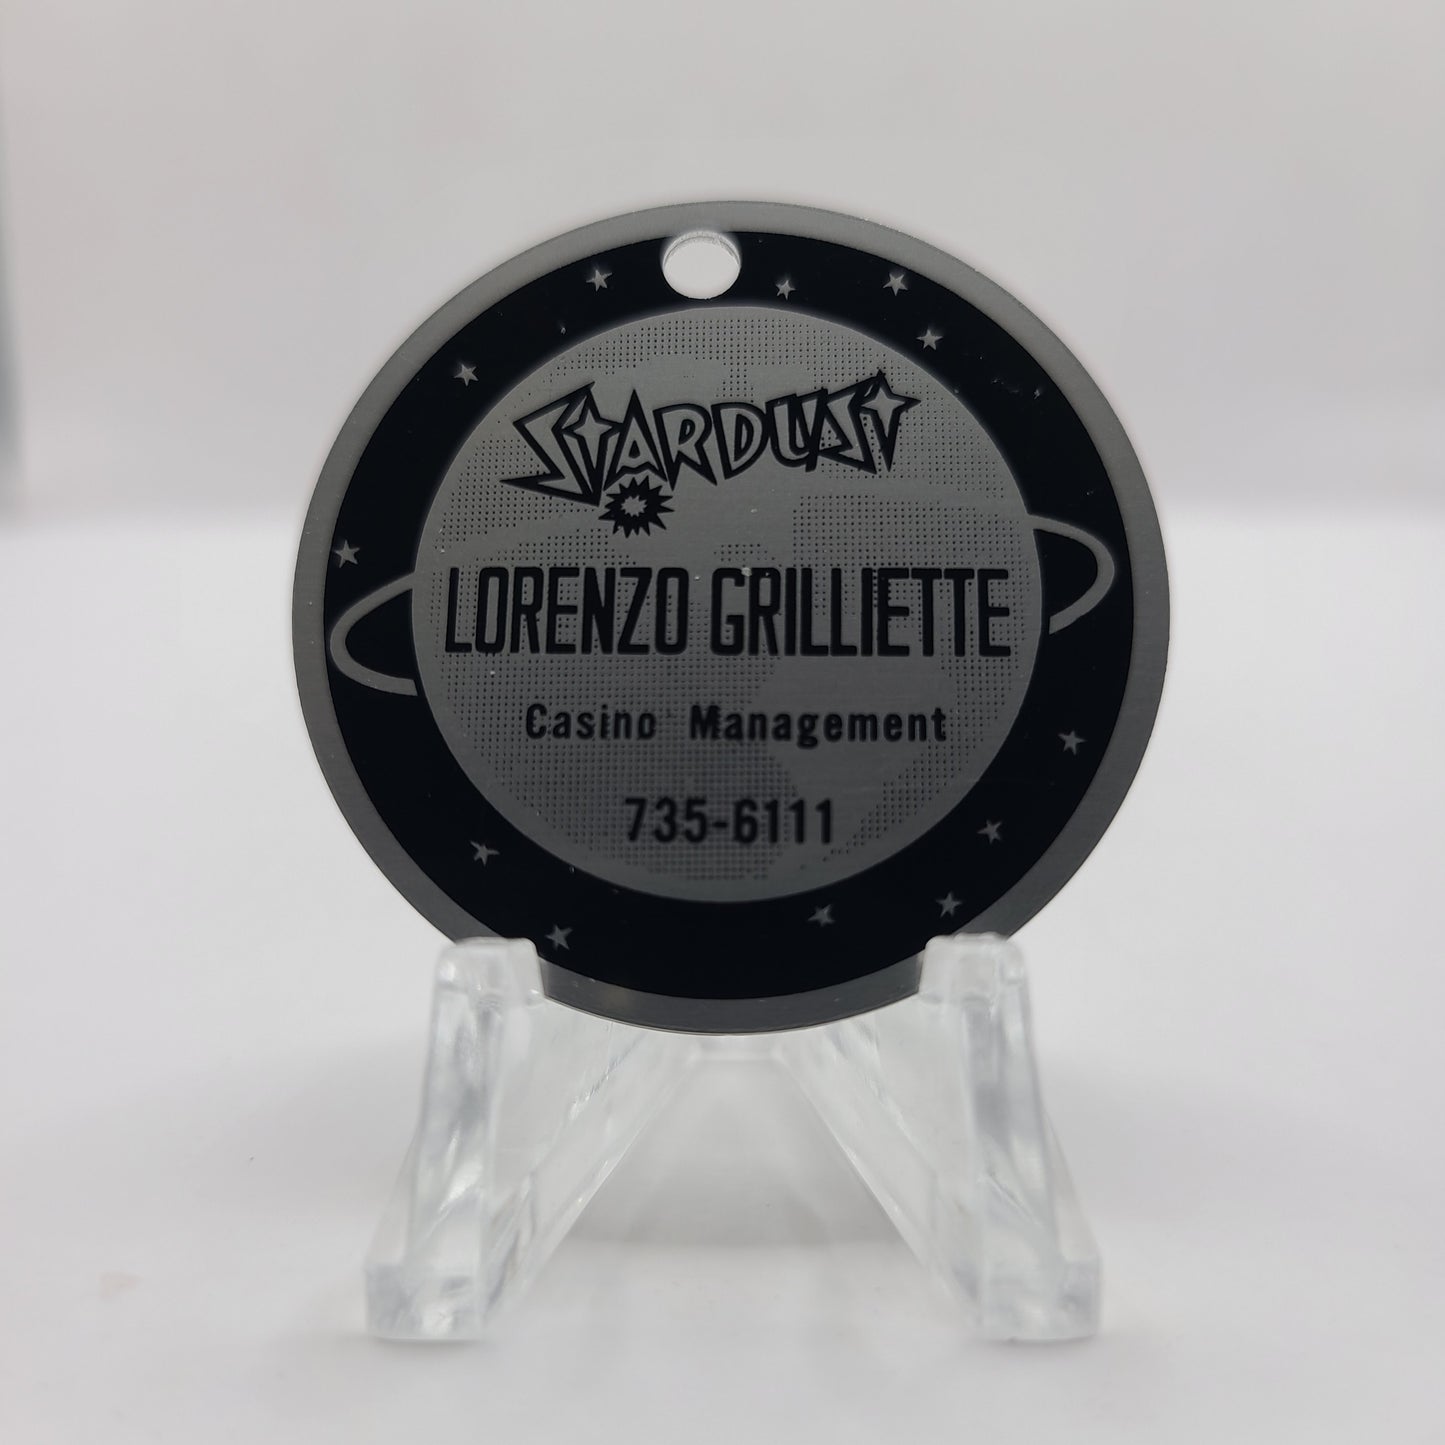 STARDUST
LORENZO GRILLIETTE
Casino Management
735-6111